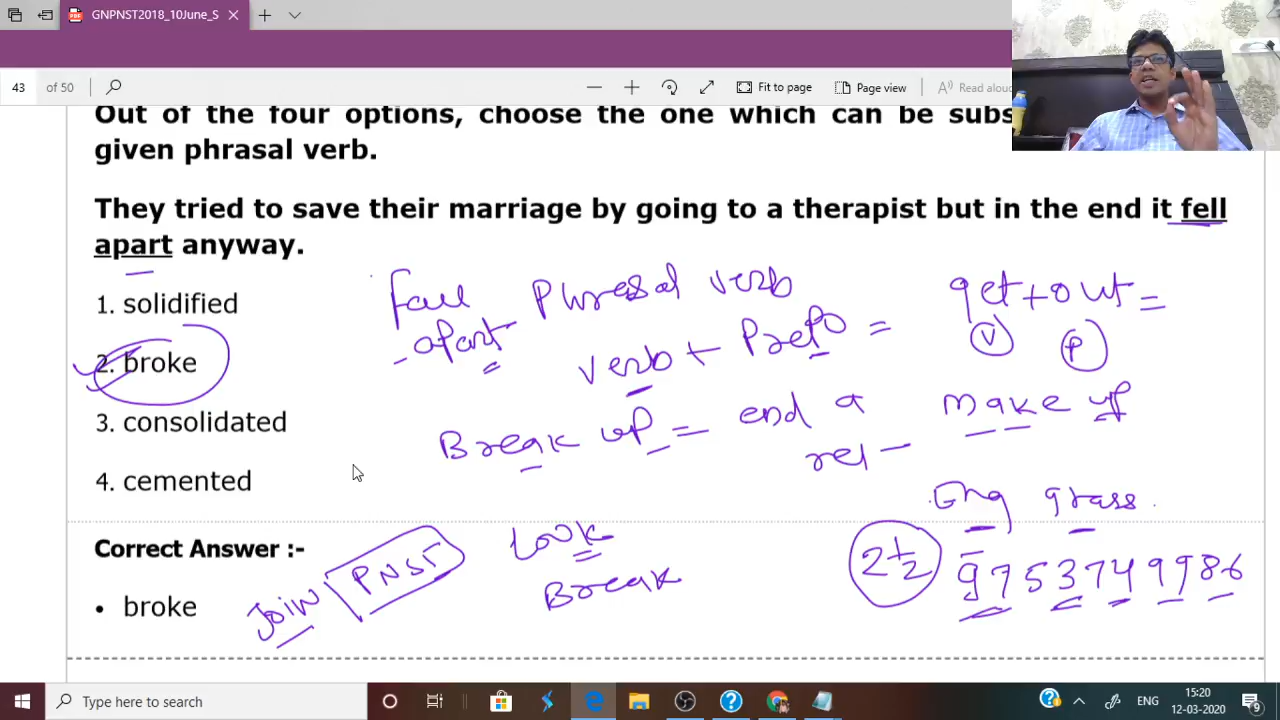 GNPNST2018_10June_S
43 of 50
Fit to page
Page view
Read alou
Out of the four options, choose the one which can be subs
given phrasal verb.
They tried to save their marriage by going to a therapist but in the end it fell
apart anyway.
1. solidified
2. broke
3. consolidated
4. cemented
Correct Answer :-
• broke
Phresal verb
get + out =
-apart
verb + Prep =
V
P
Break up = end a
rel -
make up
Eng grass
Look
Break
Join PNST
2 1/2
9753749986
Type here to search
ENG
15:20
12-03-2020
9